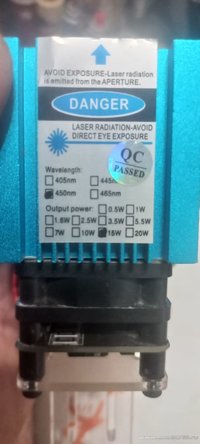 AVOID EXPOSURE-Laser radiation
is emitted from the APERTURE.
DANGER
LASER RADIATION-AVOID
DIRECT EYE EXPOSURE
QC
PASSED
Wavelength:
405nm 445nm
450nm 465nm
Output power: 0.5W 1W
1.6W 2.5W 3.5W 5.5W
7W 10W 15W 20W